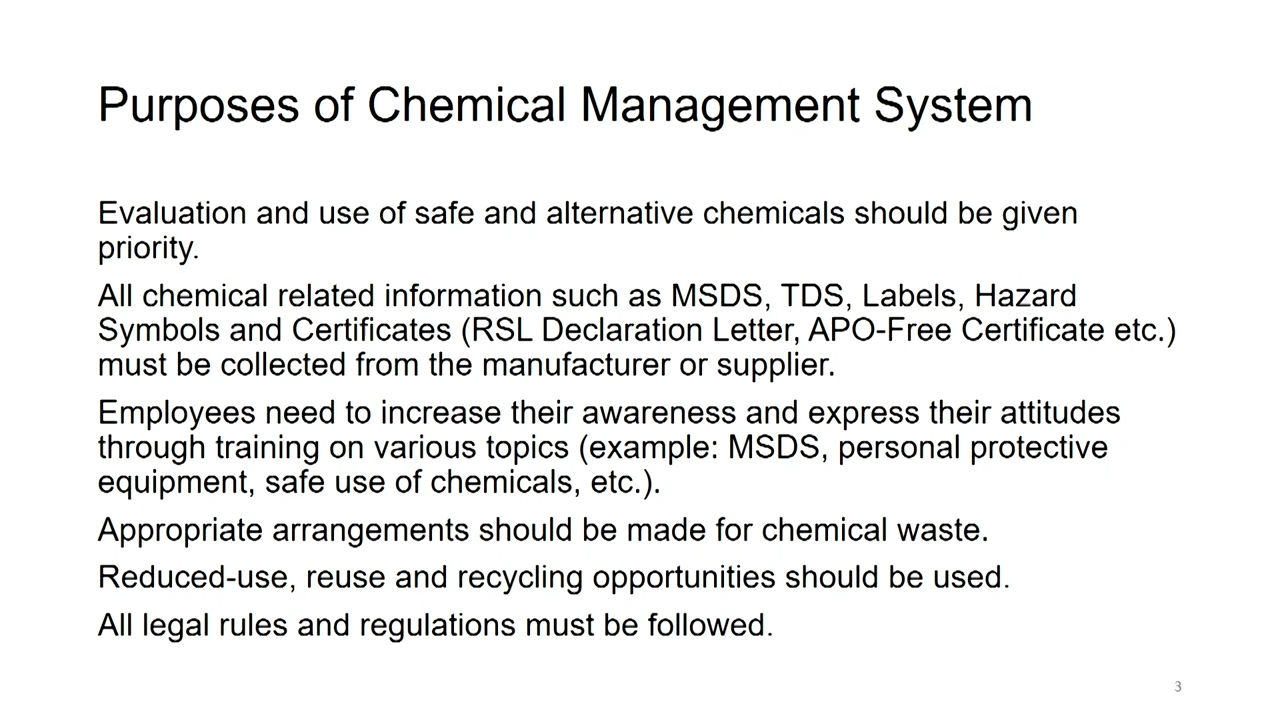 Purposes of Chemical Management System
Evaluation and use of safe and alternative chemicals should be given
priority.
All chemical related information such as MSDS, TDS, Labels, Hazard
Symbols and Certificates (RSL Declaration Letter, APO-Free Certificate etc.)
must be collected from the manufacturer or supplier.
Employees need to increase their awareness and express their attitudes
through training on various topics (example: MSDS, personal protective
equipment, safe use of chemicals, etc.).
Appropriate arrangements should be made for chemical waste.
Reduced-use, reuse and recycling opportunities should be used.
All legal rules and regulations must be followed.
3